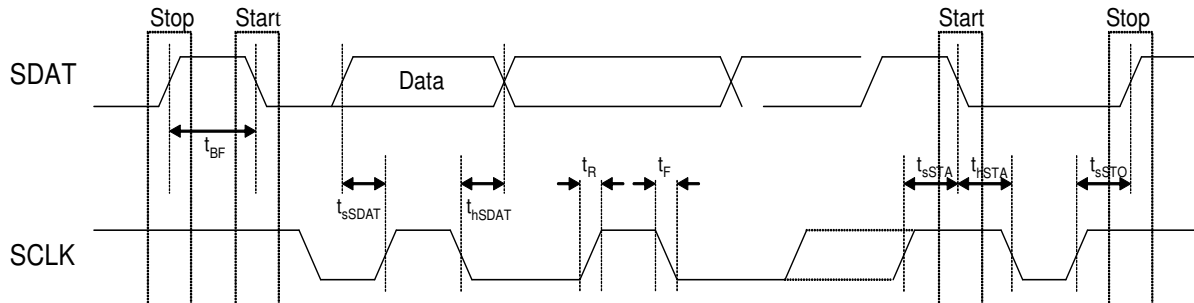 Stop Start Start Stop
SDAT Data
tBF tR tF tsSTA thSTA tsSTO
tsSDAT thSDAT
SCLK